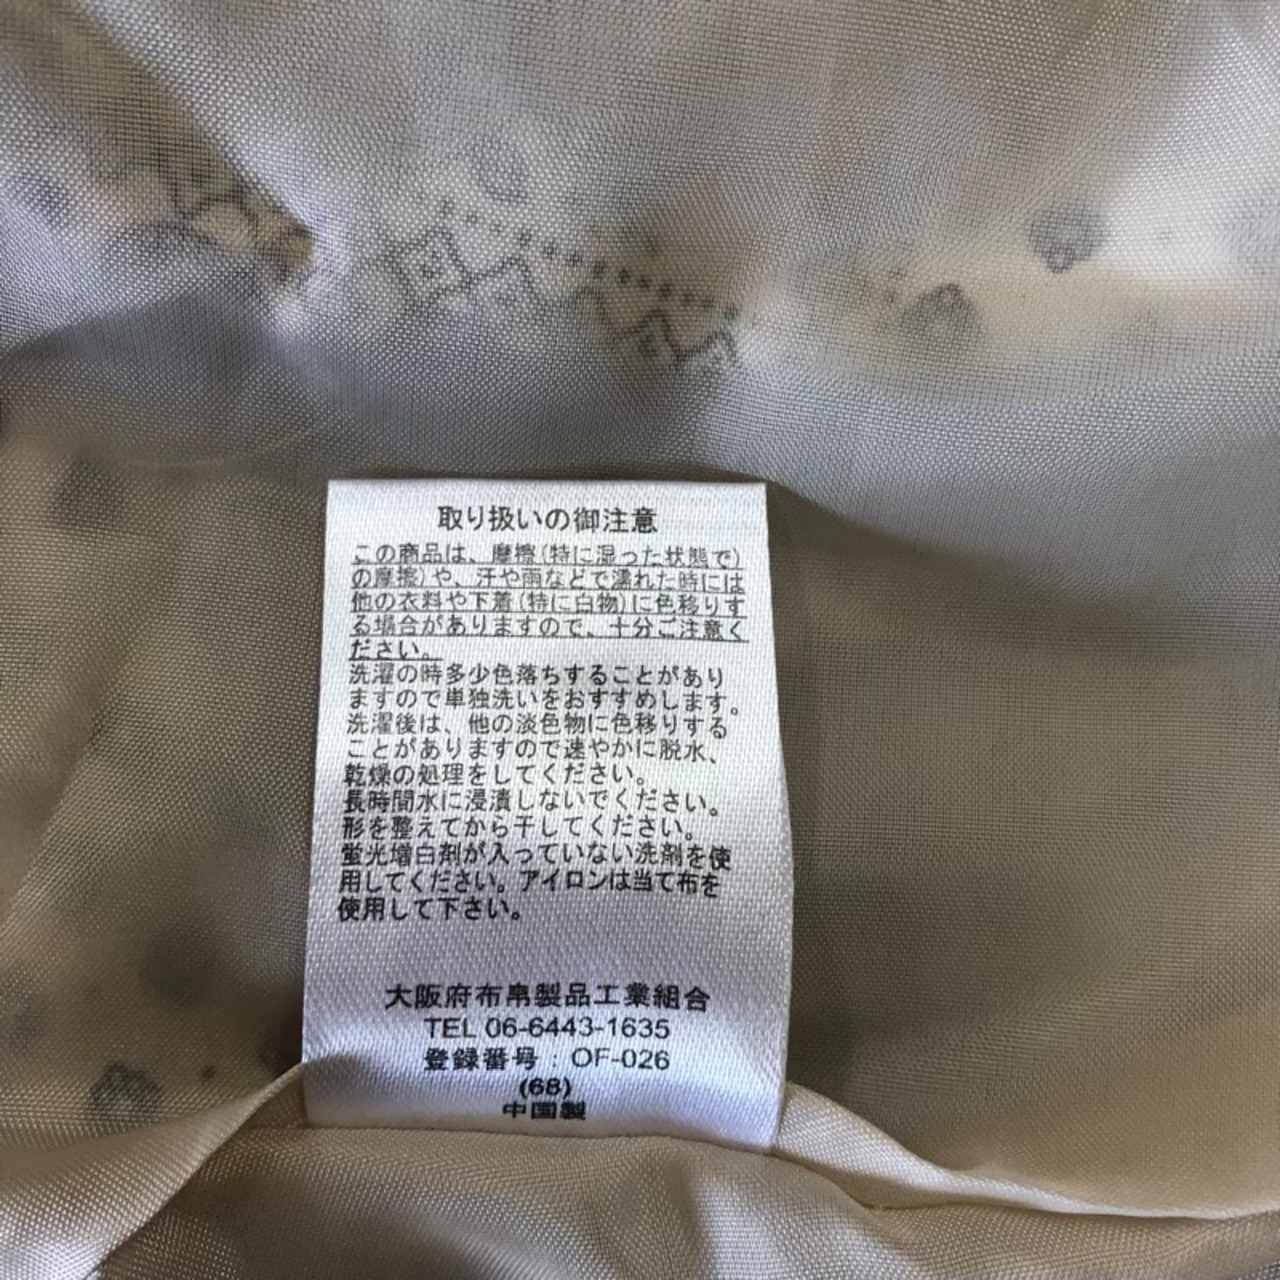 取り扱いの御注意
この商品は、摩擦(特に湿った状態で
の摩擦)や、汗や雨などで濡れた時には
他の衣料や下着(特に白物)に色移りす
る場合がありますので、十分ご注意く
ださい。
洗濯の時多少色落ちすることがあり
ますので単独洗いをおすすめします。
洗濯後は、他の淡色物に色移りする
ことがありますので速やかに脱水、
乾燥の処理をしてください。
長時間水に浸漬しないでください。
形を整えてから干してください。
蛍光増白剤が入っていない洗剤を使
用してください。アイロンは当て布を
使用して下さい。
大阪府布帛製品工業組合
TEL 06-6443-1635
登録番号:OF-026
(68)
中国製